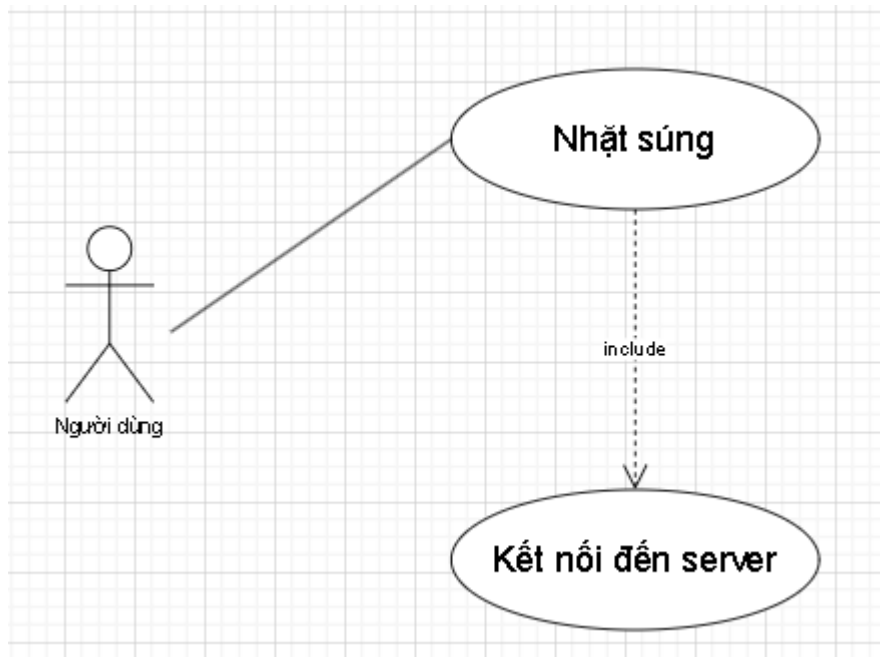 Nhặt súng
include
Người dùng
Kết nối đến server